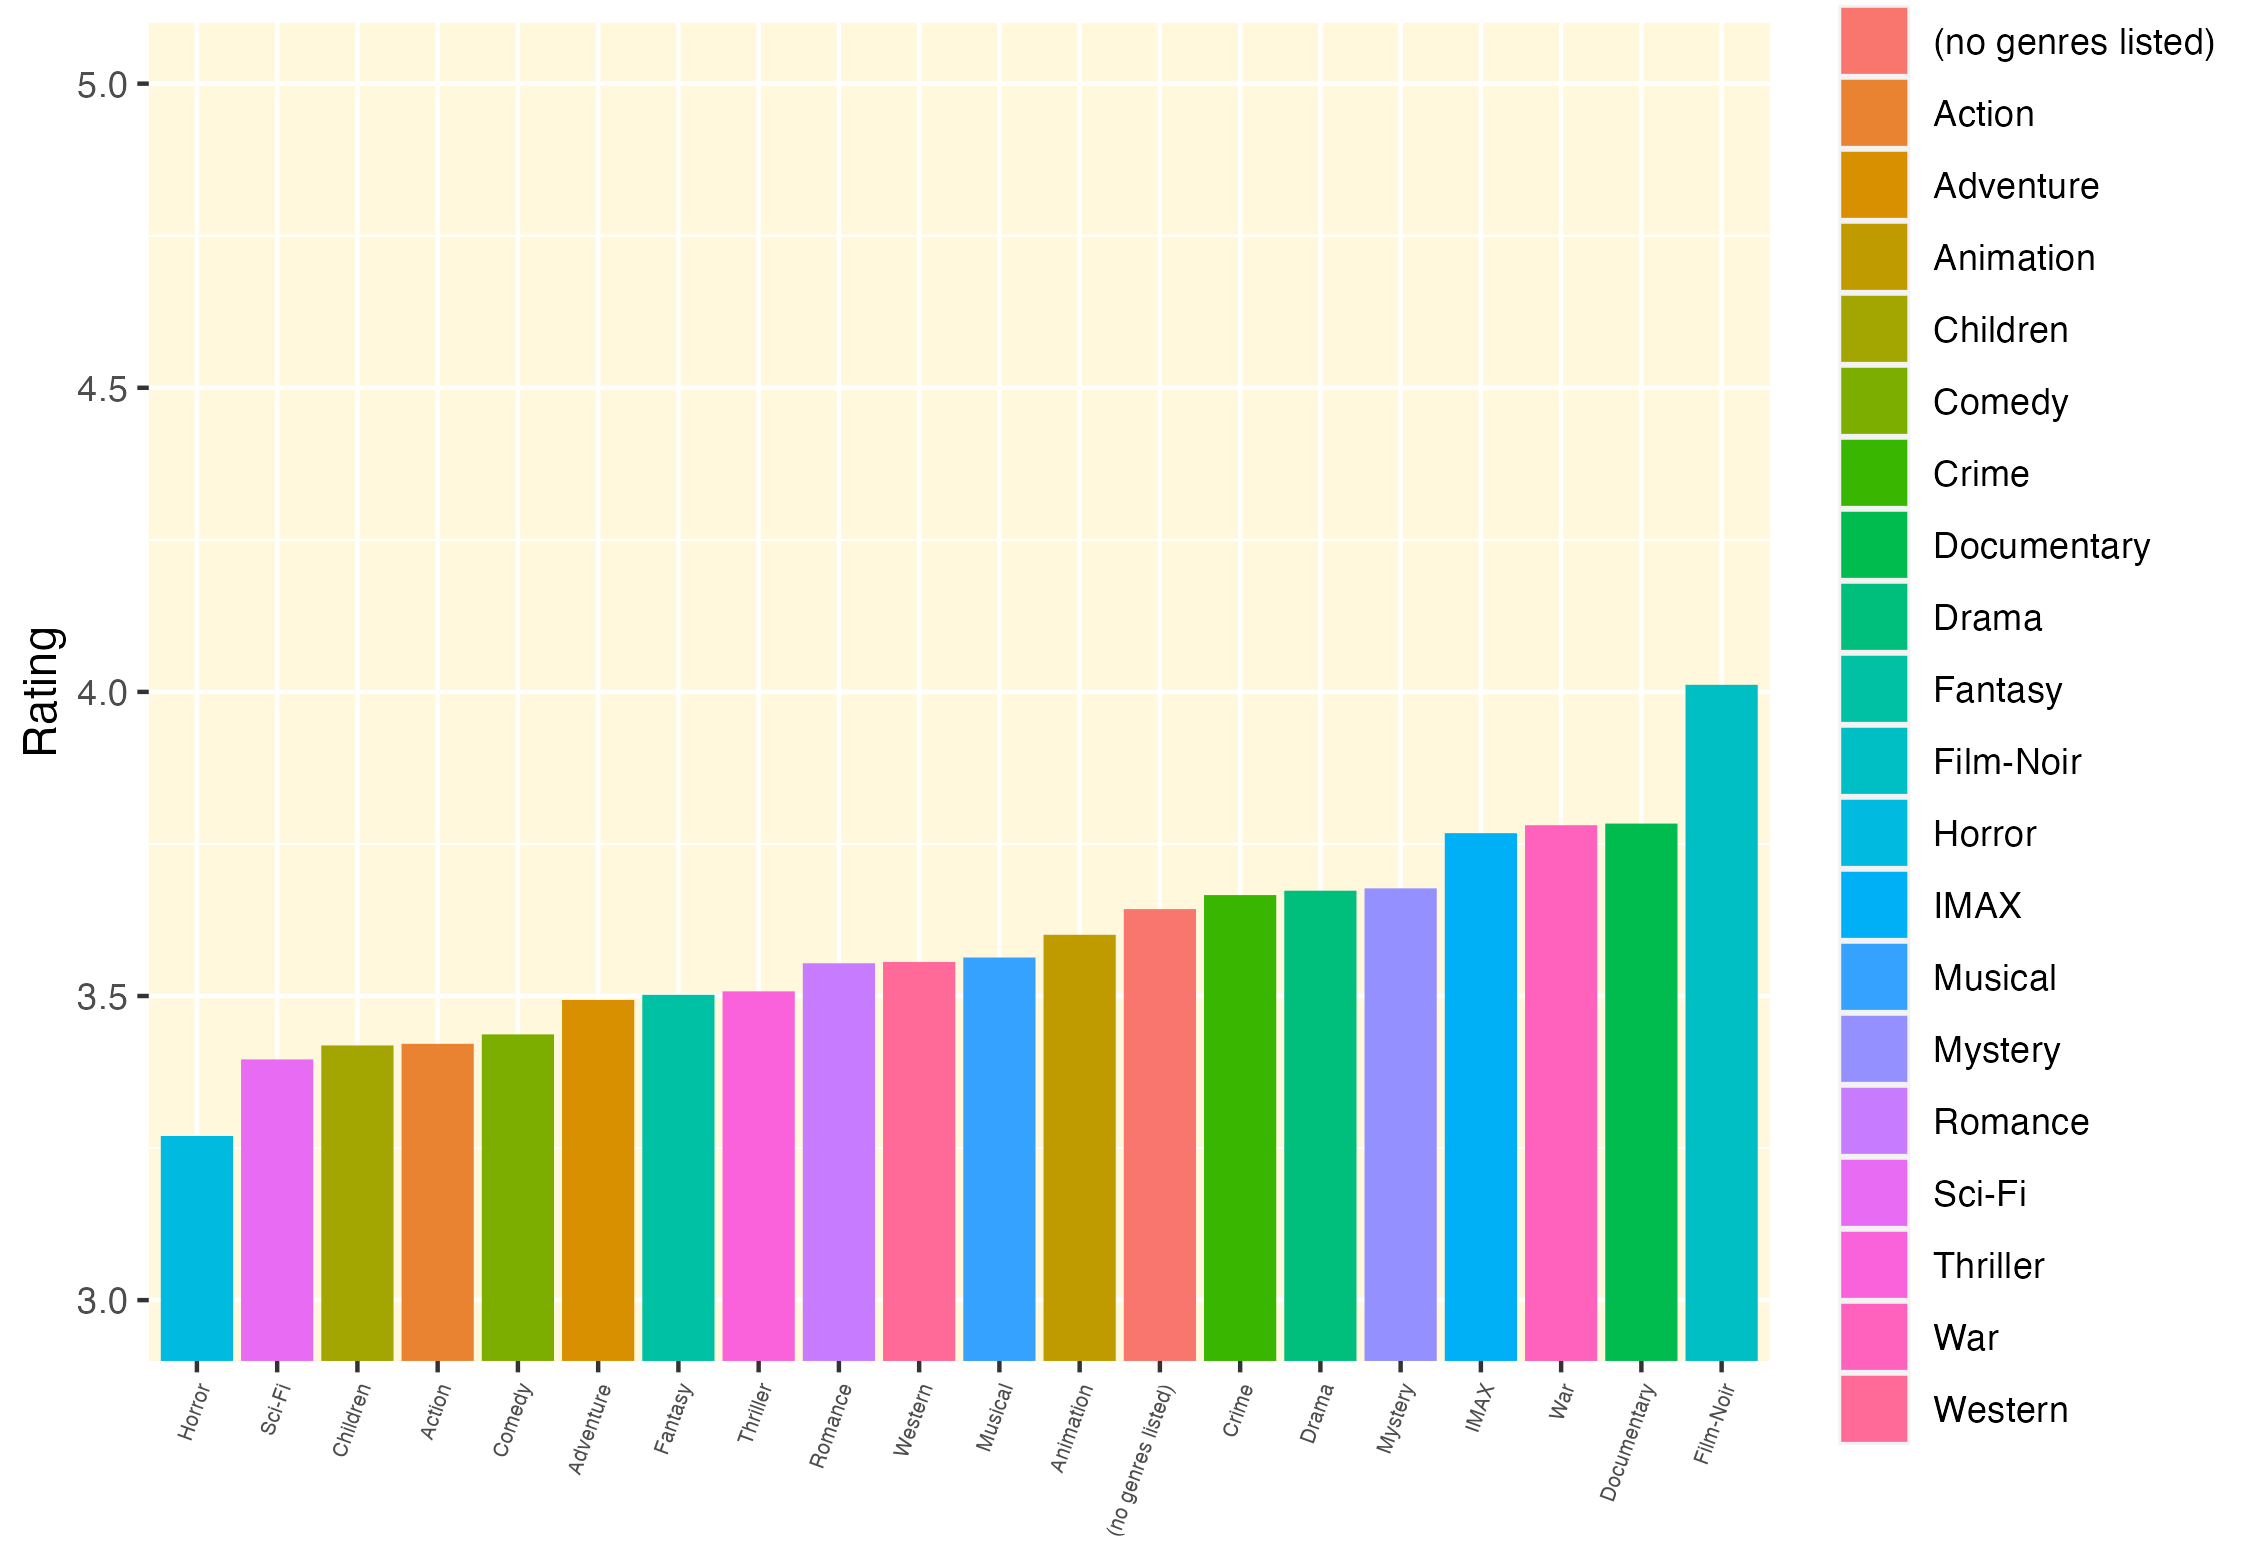 5.0
4.5
4.0
3.5
3.0
Rating
Horror
Sci-Fi
Children
Action
Comedy
Adventure
Fantasy
Thriller
Romance
Western
Musical
Animation
(no genres listed)
Crime
Drama
Mystery
IMAX
War
Documentary
Film-Noir
(no genres listed)
Action
Adventure
Animation
Children
Comedy
Crime
Documentary
Drama
Fantasy
Film-Noir
Horror
IMAX
Musical
Mystery
Romance
Sci-Fi
Thriller
War
Western